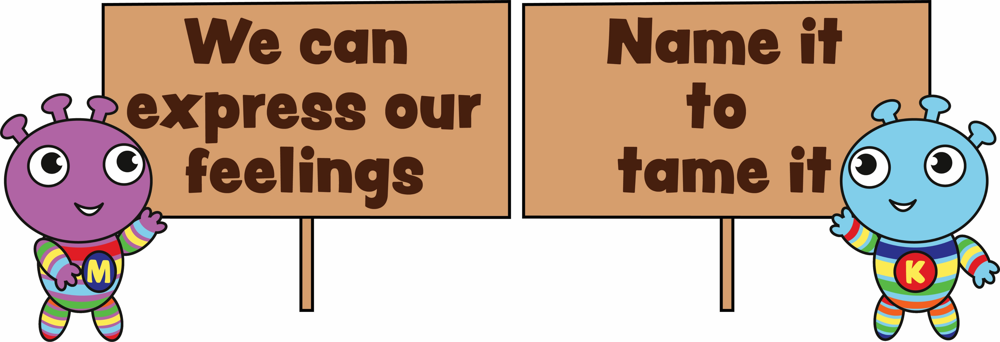 We can
express our
feelings
Name it
to
tame it
M
K